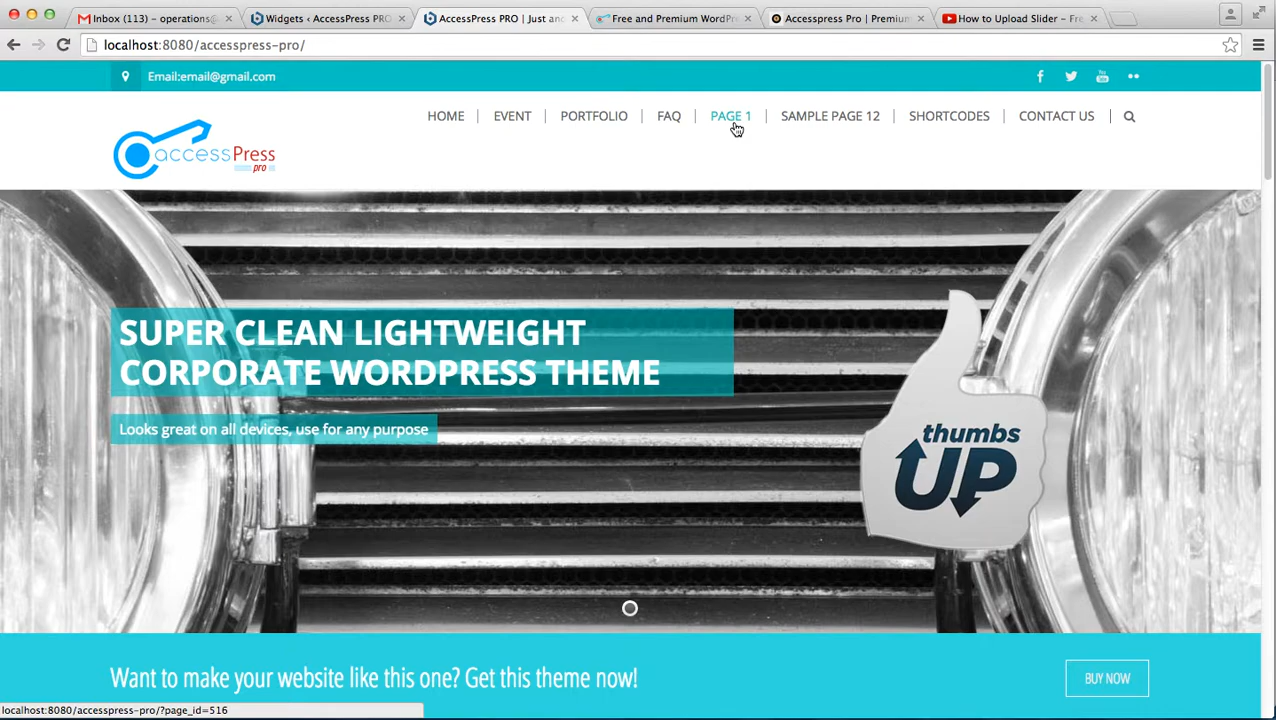 Inbox (113) – operations@
Widgets ‹ AccessPress PRO
AccessPress PRO | Just an
Free and Premium WordPr
Accesspress Pro | Premium
How to Upload Slider – Fre
localhost:8080/accesspress-pro/
Email:email@gmail.com
You Tube
HOME
EVENT
PORTFOLIO
FAQ
PAGE 1
SAMPLE PAGE 12
SHORTCODES
CONTACT US
accessPress
pro
SUPER CLEAN LIGHTWEIGHT
CORPORATE WORDPRESS THEME
Looks great on all devices, use for any purpose
thumbs
UP
Want to make your website like this one? Get this theme now!
BUY NOW
localhost:8080/accesspress-pro/?page_id=516